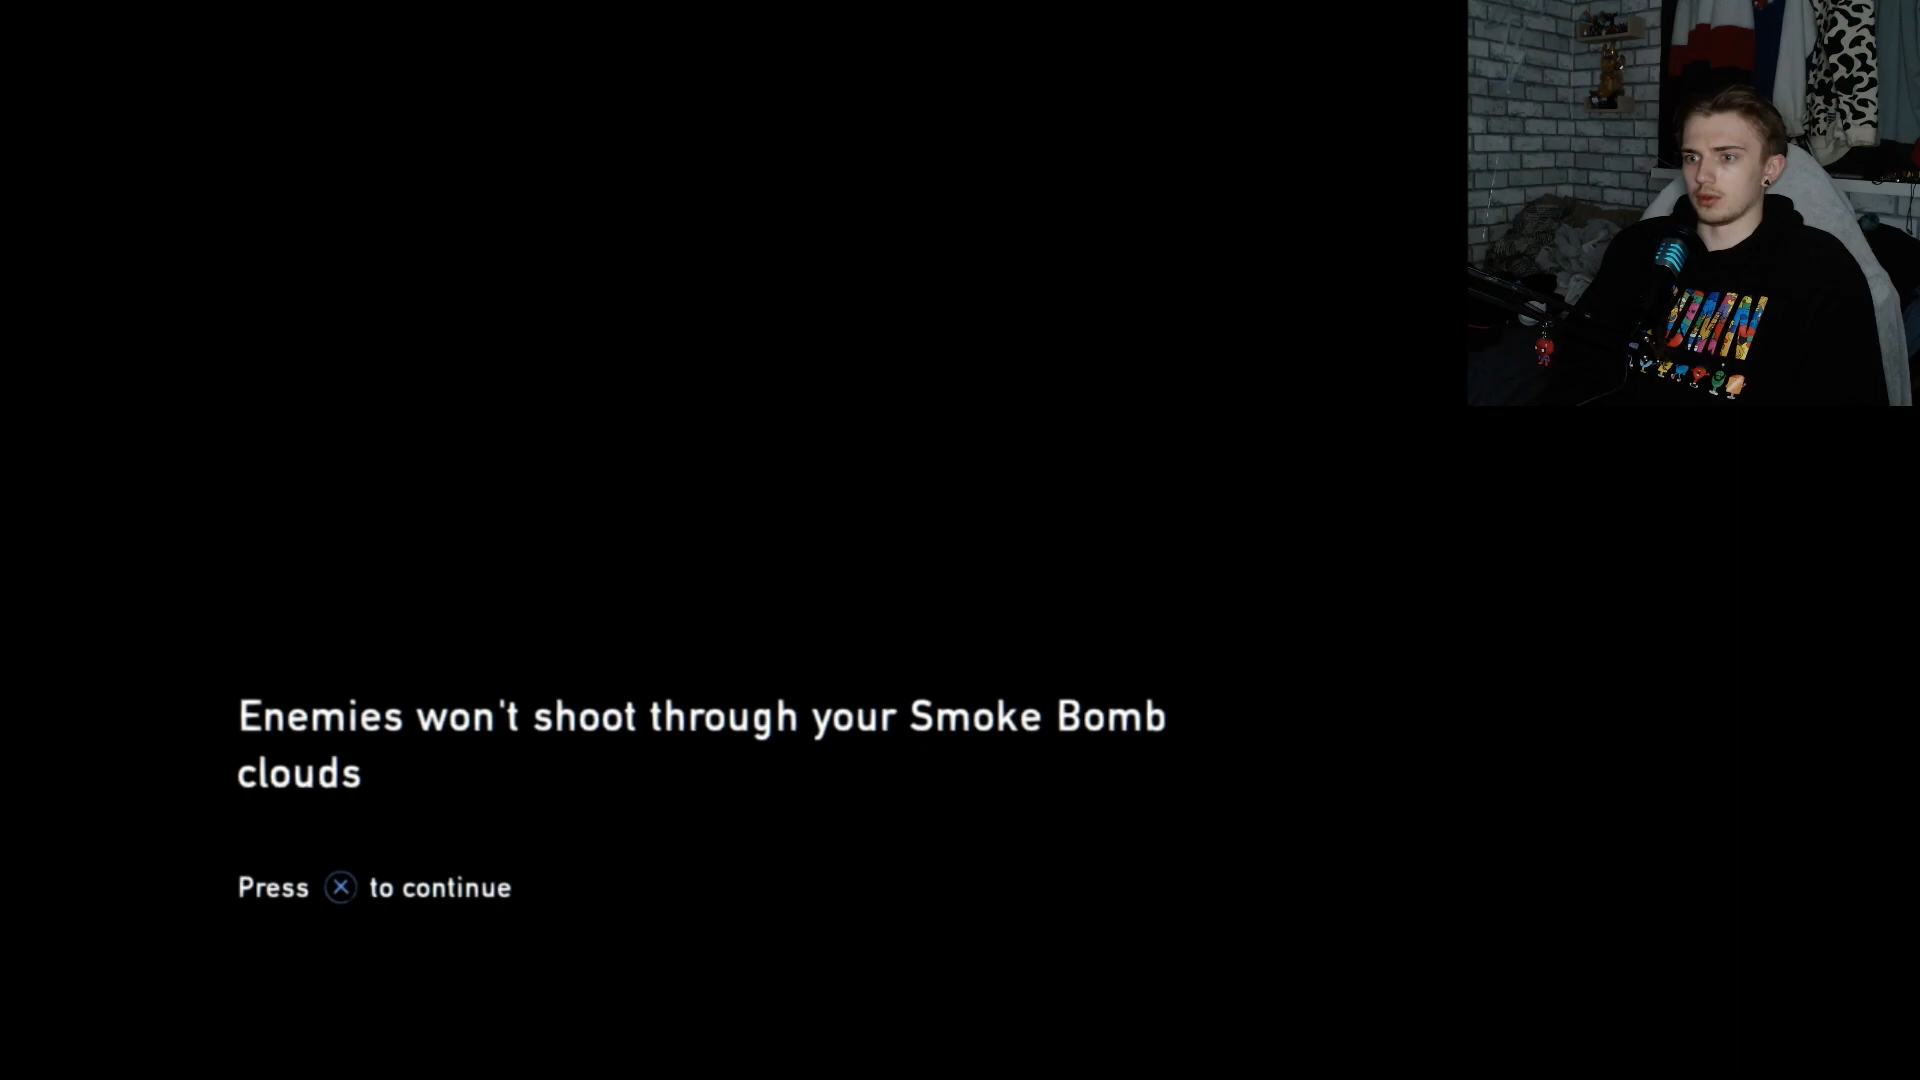 Enemies won't shoot through your Smoke Bomb
clouds
Press ⓧ to continue